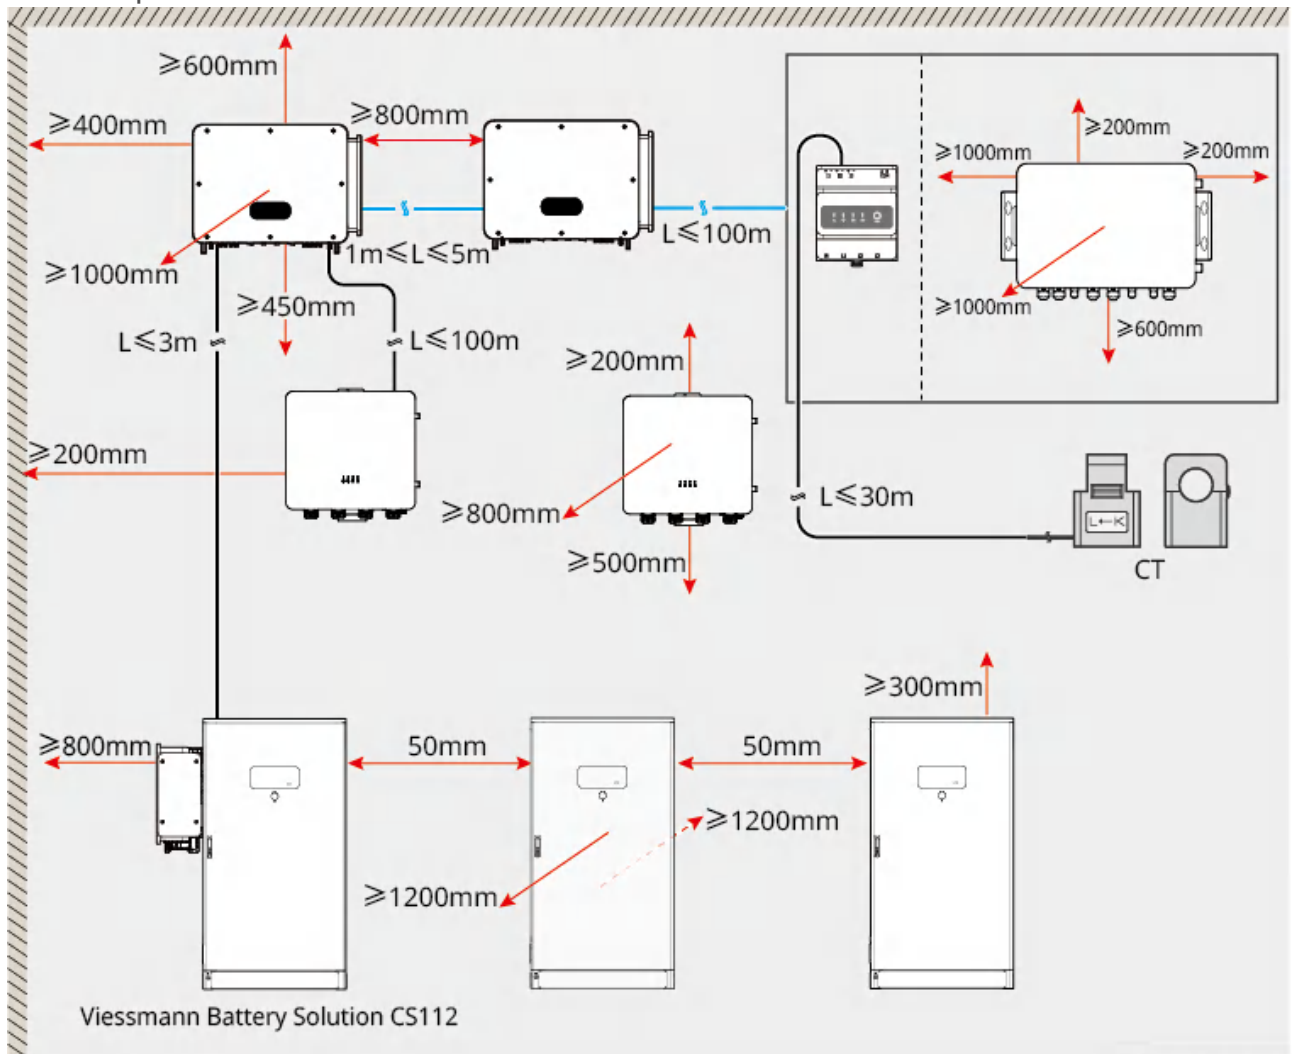 ≥600mm
≥400mm
≥800mm
≥200mm
≥1000mm
≥200mm
L≤100m
1m≤L≤5m
≥1000mm
≥450mm
≥1000mm
≥600mm
L≤3m
L≤100m
≥200mm
≥200mm
≥800mm
L≤30m
L←K
≥500mm
CT
≥300mm
≥800mm
50mm
50mm
≥1200mm
≥1200mm
Viessmann Battery Solution CS112